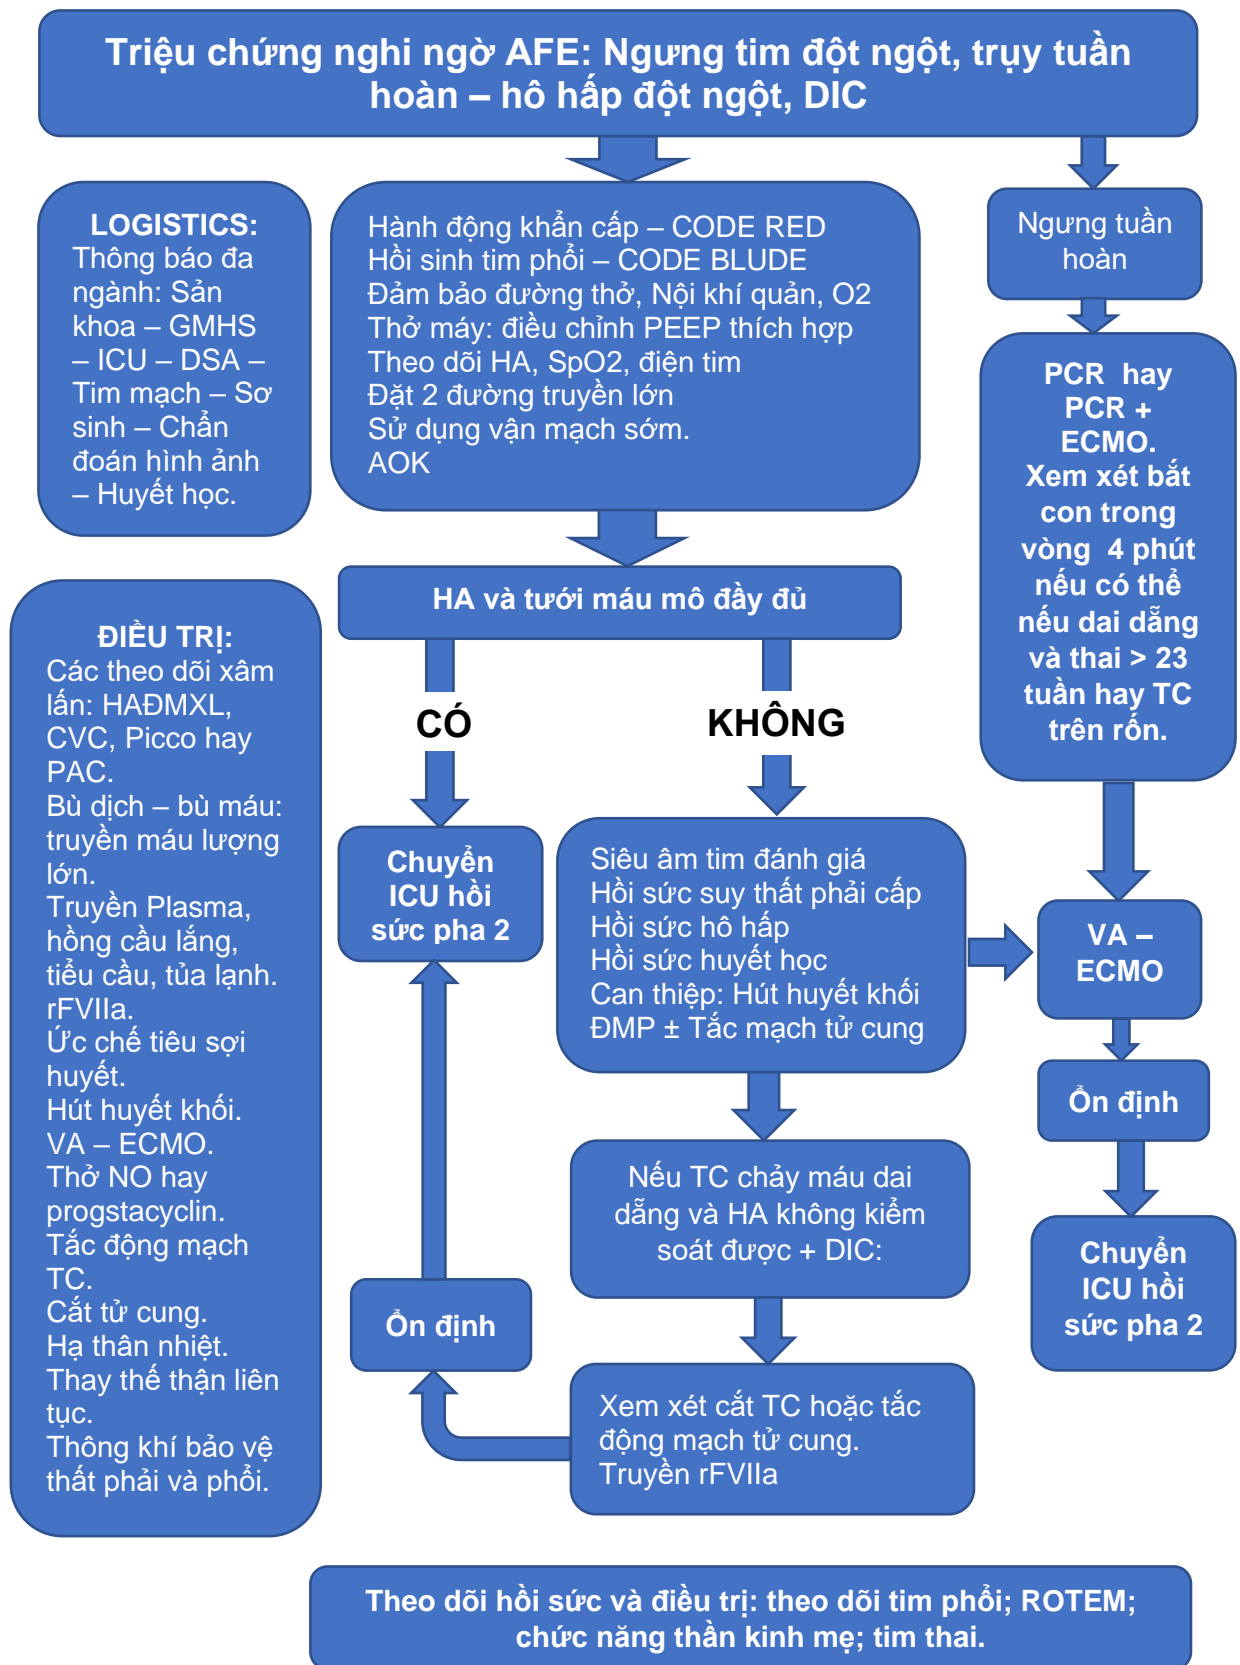 Triệu chứng nghi ngờ AFE: Ngưng tim đột ngột, trụy tuần
hoàn – hô hấp đột ngột, DIC
LOGISTICS:
Thông báo đa
ngành: Sản
khoa – GMHS
– ICU – DSA –
Tim mạch – Sơ
sinh – Chẩn
đoán hình ảnh
– Huyết học.
Hành động khẩn cấp – CODE RED
Hồi sinh tim phổi – CODE BLUDE
Đảm bảo đường thở, Nội khí quản, O2
Thở máy: điều chỉnh PEEP thích hợp
Theo dõi HA, SpO2, điện tim
Đặt 2 đường truyền lớn
Sử dụng vận mạch sớm.
AOK
Ngưng tuần
hoàn
PCR hay
PCR +
ECMO.
Xem xét bắt
con trong
vòng 4 phút
nếu có thể
nếu dai dẵng
và thai > 23
tuần hay TC
trên rốn.
HA và tưới máu mô đầy đủ
CÓ
KHÔNG
ĐIỀU TRỊ:
Các theo dõi xâm
lấn: HAĐMXL,
CVC, Picco hay
PAC.
Bù dịch – bù máu:
truyền máu lượng
lớn.
Truyền Plasma,
hồng cầu lắng,
tiểu cầu, tủa lạnh.
rFVIIa.
Ức chế tiêu sợi
huyết.
Hút huyết khối.
VA – ECMO.
Thở NO hay
progstacyclin.
Tắc động mạch
TC.
Cắt tử cung.
Hạ thân nhiệt.
Thay thế thận liên
tục.
Thông khí bảo vệ
thất phải và phổi.
Chuyển
ICU hồi
sức pha 2
Siêu âm tim đánh giá
Hồi sức suy thất phải cấp
Hồi sức hô hấp
Hồi sức huyết học
Can thiệp: Hút huyết khối
ĐMP ± Tắc mạch tử cung
VA –
ECMO
Ổn định
Chuyển
ICU hồi
sức pha 2
Nếu TC chảy máu dai
dẵng và HA không kiểm
soát được + DIC:
Ổn định
Xem xét cắt TC hoặc tắc
động mạch tử cung.
Truyền rFVIIa
Theo dõi hồi sức và điều trị: theo dõi tim phổi; ROTEM;
chức năng thần kinh mẹ; tim thai.